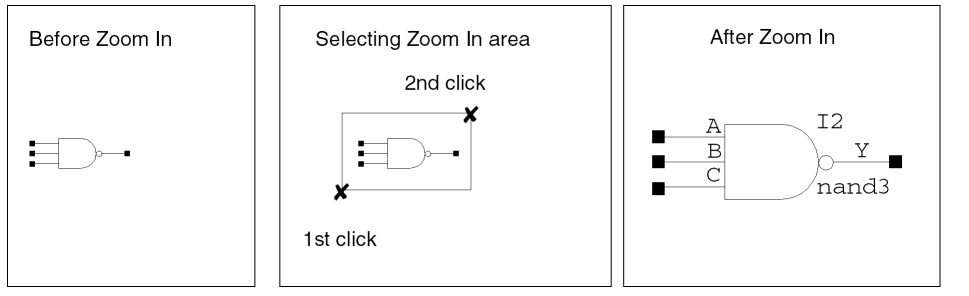 Before Zoom In
Selecting Zoom In area
2nd click
1st click
After Zoom In
A
I2
B
Y
C
nand3